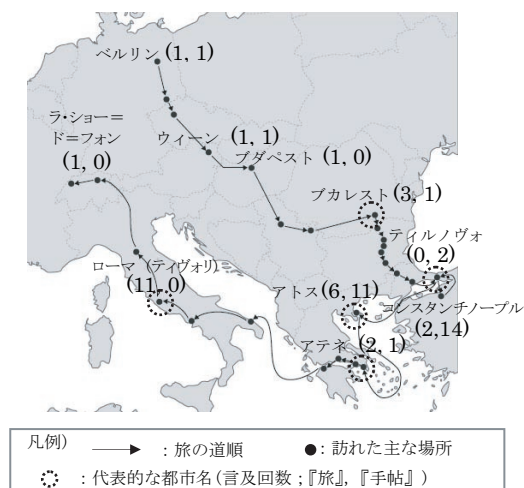 ベルリン (1, 1)
ラ・ショー=
ド=フォン
(1, 0)
ウィーン (1, 1)
ブダペスト (1, 0)
ブカレスト (3, 1)
ティルノヴォ
(0, 2)
ローマ (ティヴォリ)
(11, 0)
アトス (6, 11)
コンスタンチノープル
(2,14)
アテネ (2, 1)
凡例)
: 旅の道順
: 訪れた主な場所
: 代表的な都市名 (言及回数 ; 『旅』, 『手帖』 )